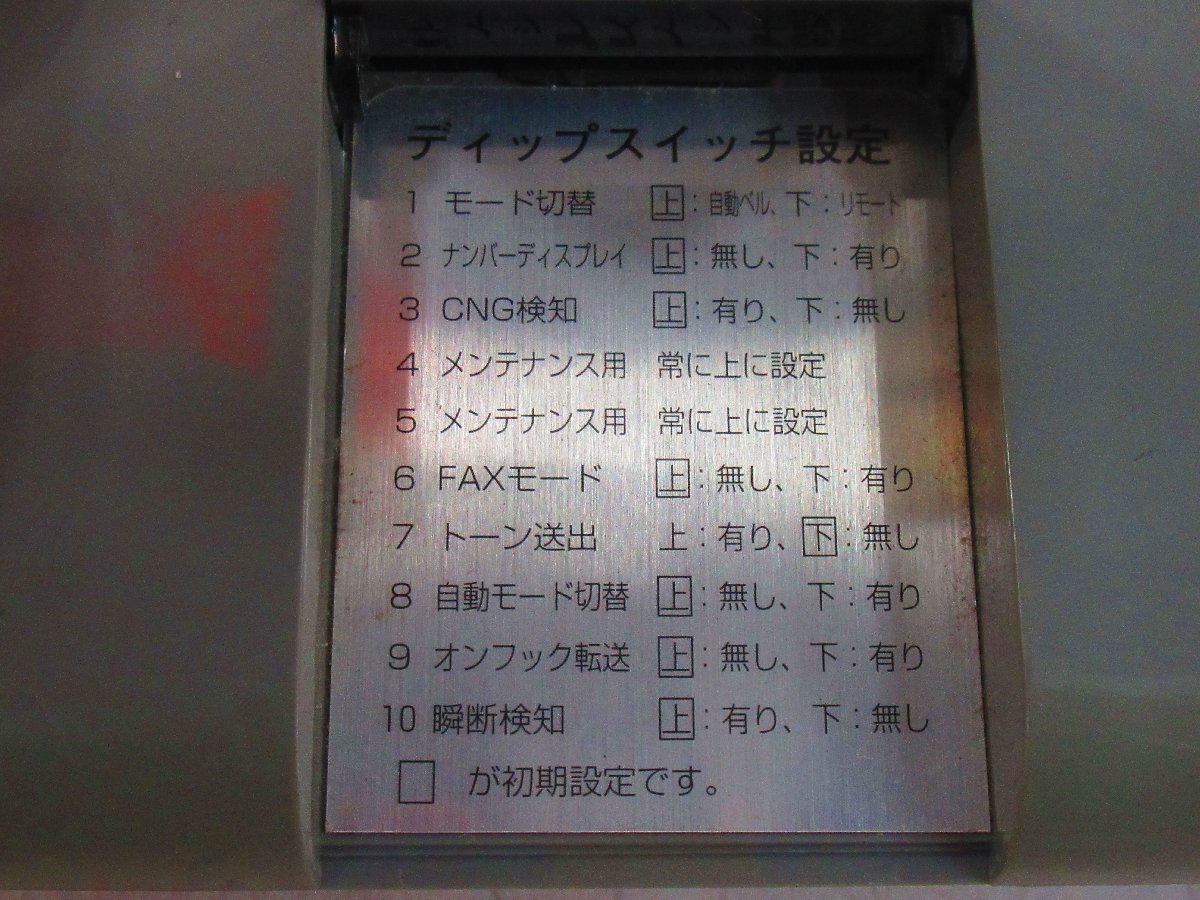 ディップスイッチ設定
1 モード切替 上：自動ベル、下：リモート
2 ナンバーディスプレイ 上：無し、下：有り
3 CNG検知 上：有り、下：無し
4 メンテナンス用 常に上に設定
5 メンテナンス用 常に上に設定
6 FAXモード 上：無し、下：有り
7 トーン送出 上：有り、下：無し
8 自動モード切替 上：無し、下：有り
9 オンフック転送 上：無し、下：有り
10 瞬断検知 上：有り、下：無し
□ が初期設定です。